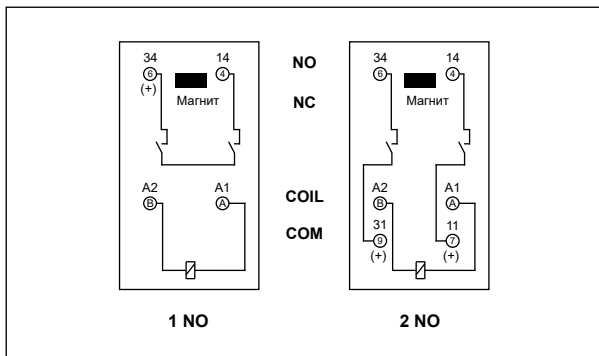 34 14 NO 34 14
6 4 6 4
(+) Магнит NC Магнит
A2 A1 COIL A2 A1
B A B A
COM 31 11
9 7
(+) (+)
1 NO 2 NO